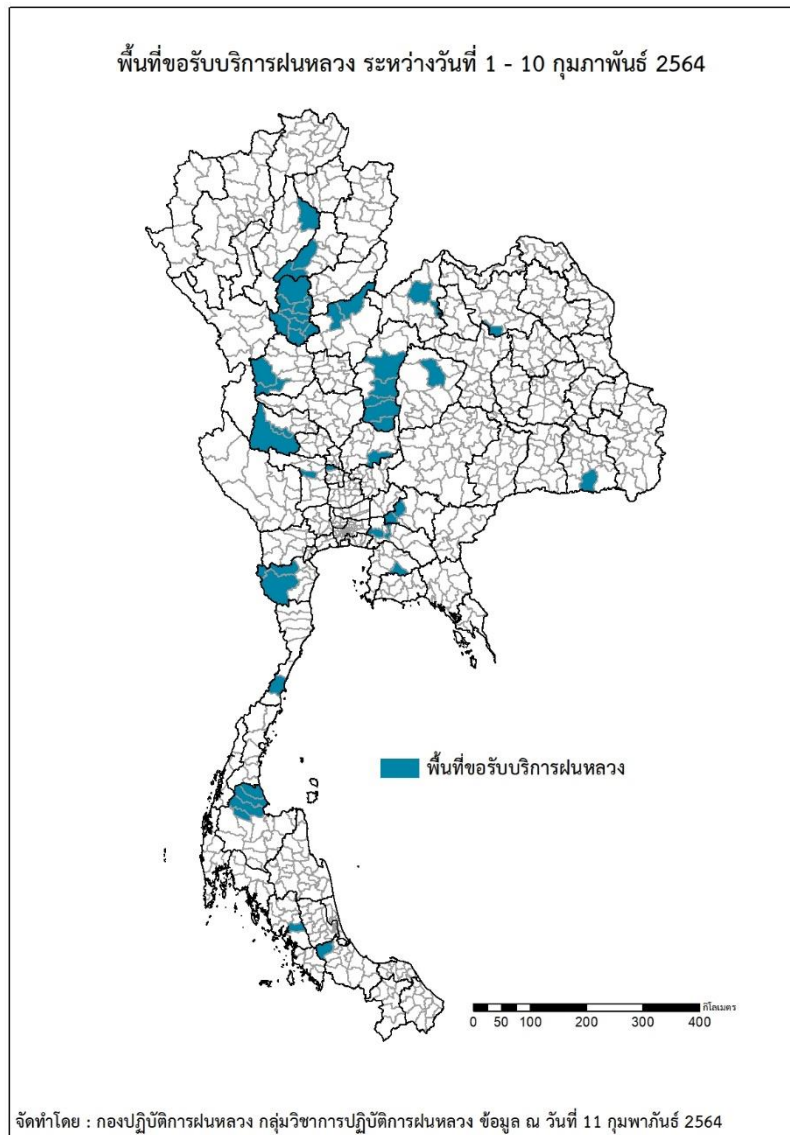 พื้นที่ขอรับบริการฝนหลวง ระหว่างวันที่ 1 - 10 กุมภาพันธ์ 2564
พื้นที่ขอรับบริการฝนหลวง
กิโลเมตร
0 50 100 200 300 400
จัดทำโดย : กองปฏิบัติการฝนหลวง กลุ่มวิชาการปฏิบัติการฝนหลวง ข้อมูล ณ วันที่ 11 กุมพาภันธ์ 2564